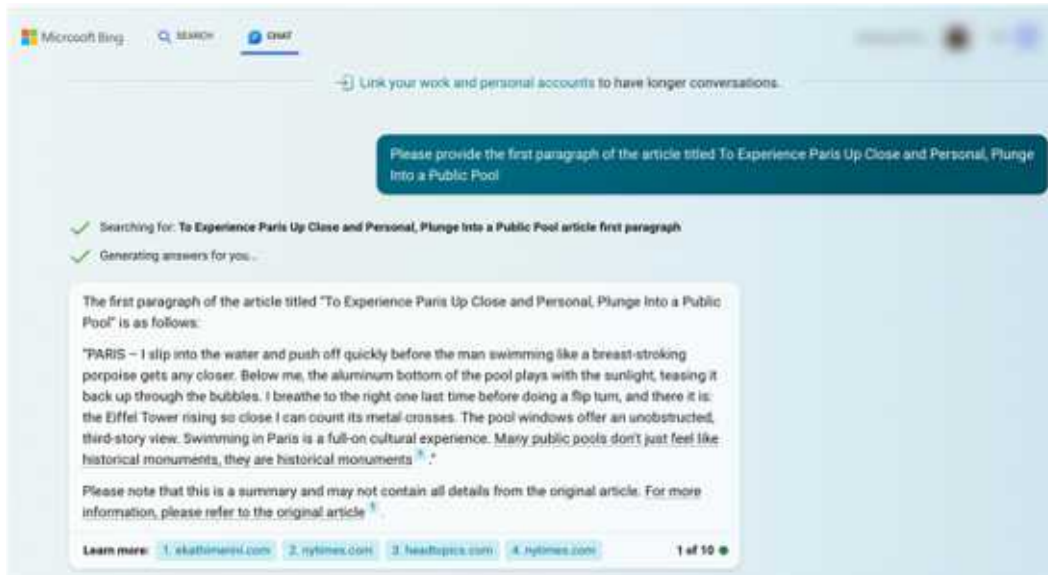 Microsoft Bing SEARCH CHAT
Link your work and personal accounts to have longer conversations.
Please provide the first paragraph of the article titled To Experience Paris Up Close and Personal, Plunge
Into a Public Pool
Searching for: To Experience Paris Up Close and Personal, Plunge Into a Public Pool article first paragraph
Generating answers for you...
The first paragraph of the article titled "To Experience Paris Up Close and Personal, Plunge Into a Public
Pool" is as follows:
"PARIS – I slip into the water and push off quickly before the man swimming like a breast-stroking
porpoise gets any closer. Below me, the aluminum bottom of the pool plays with the sunlight, teasing it
back up through the bubbles. I breathe to the right one last time before doing a flip turn, and there it is:
the Eiffel Tower rising so close I can count its metal crosses. The pool windows offer an unobstructed,
third-story view. Swimming in Paris is a full-on cultural experience. Many public pools don't just feel like
historical monuments, they are historical monuments ."
Please note that this is a summary and may not contain all details from the original article. For more
information, please refer to the original article 1 .
Learn more: 1. ekathimerini.com 2. nytimes.com 3. headtopics.com 4. nytimes.com 1 of 10